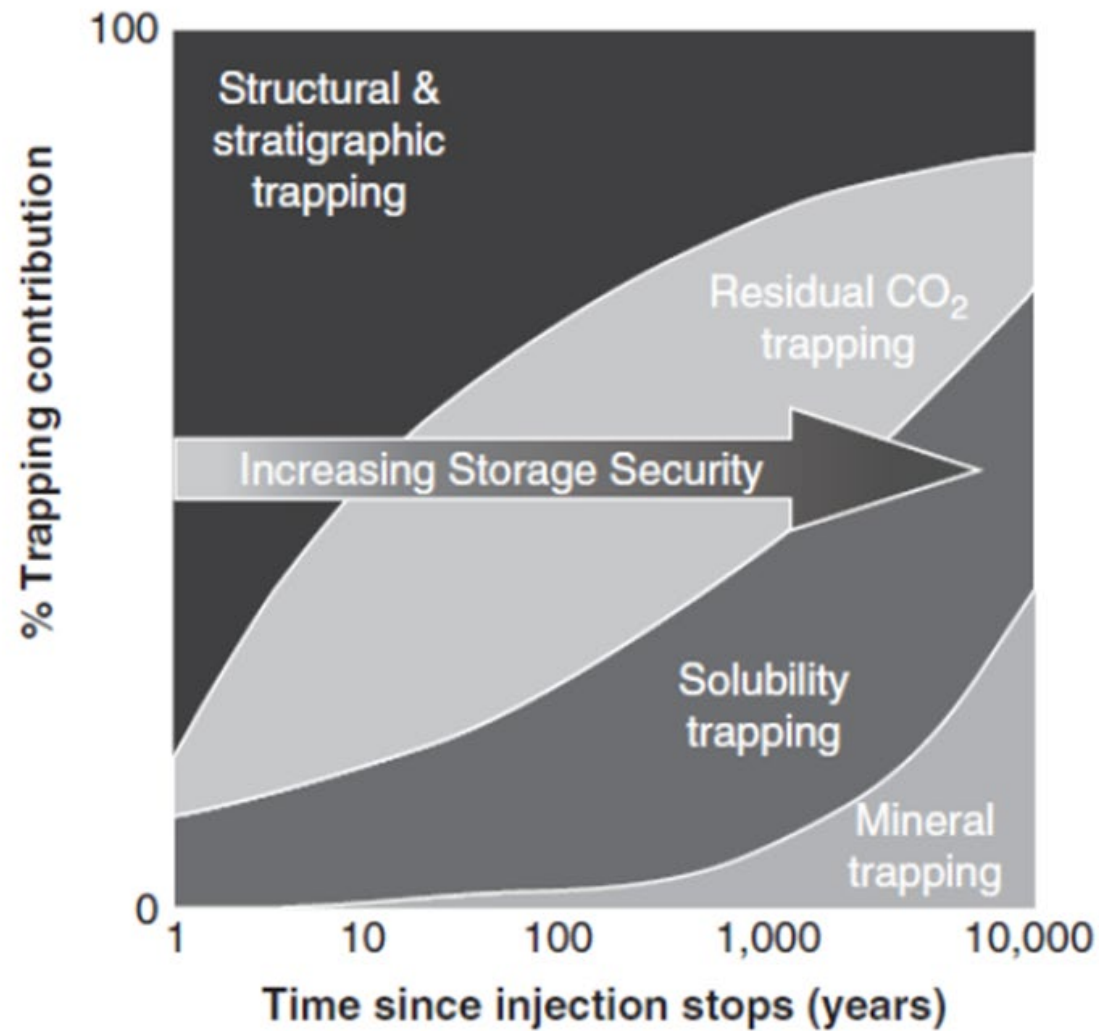 100
Structural &
stratigraphic
trapping
% Trapping contribution
Residual CO₂
trapping
Increasing Storage Security
Solubility
trapping
Mineral
trapping
0
1 10 100 1,000 10,000
Time since injection stops (years)